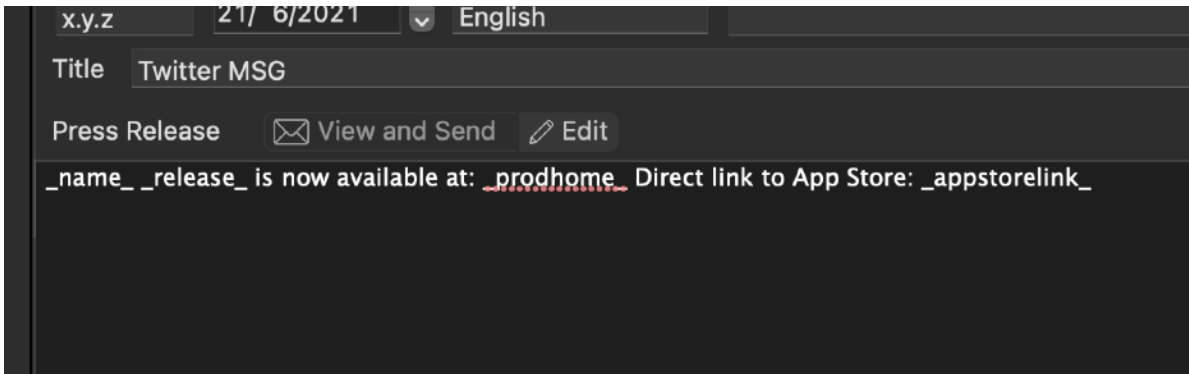 x.y.z 21/ 6/2021 English
Title Twitter MSG
Press Release View and Send Edit
_name_ _release_ is now available at: _prodhome_ Direct link to App Store: _appstorelink_